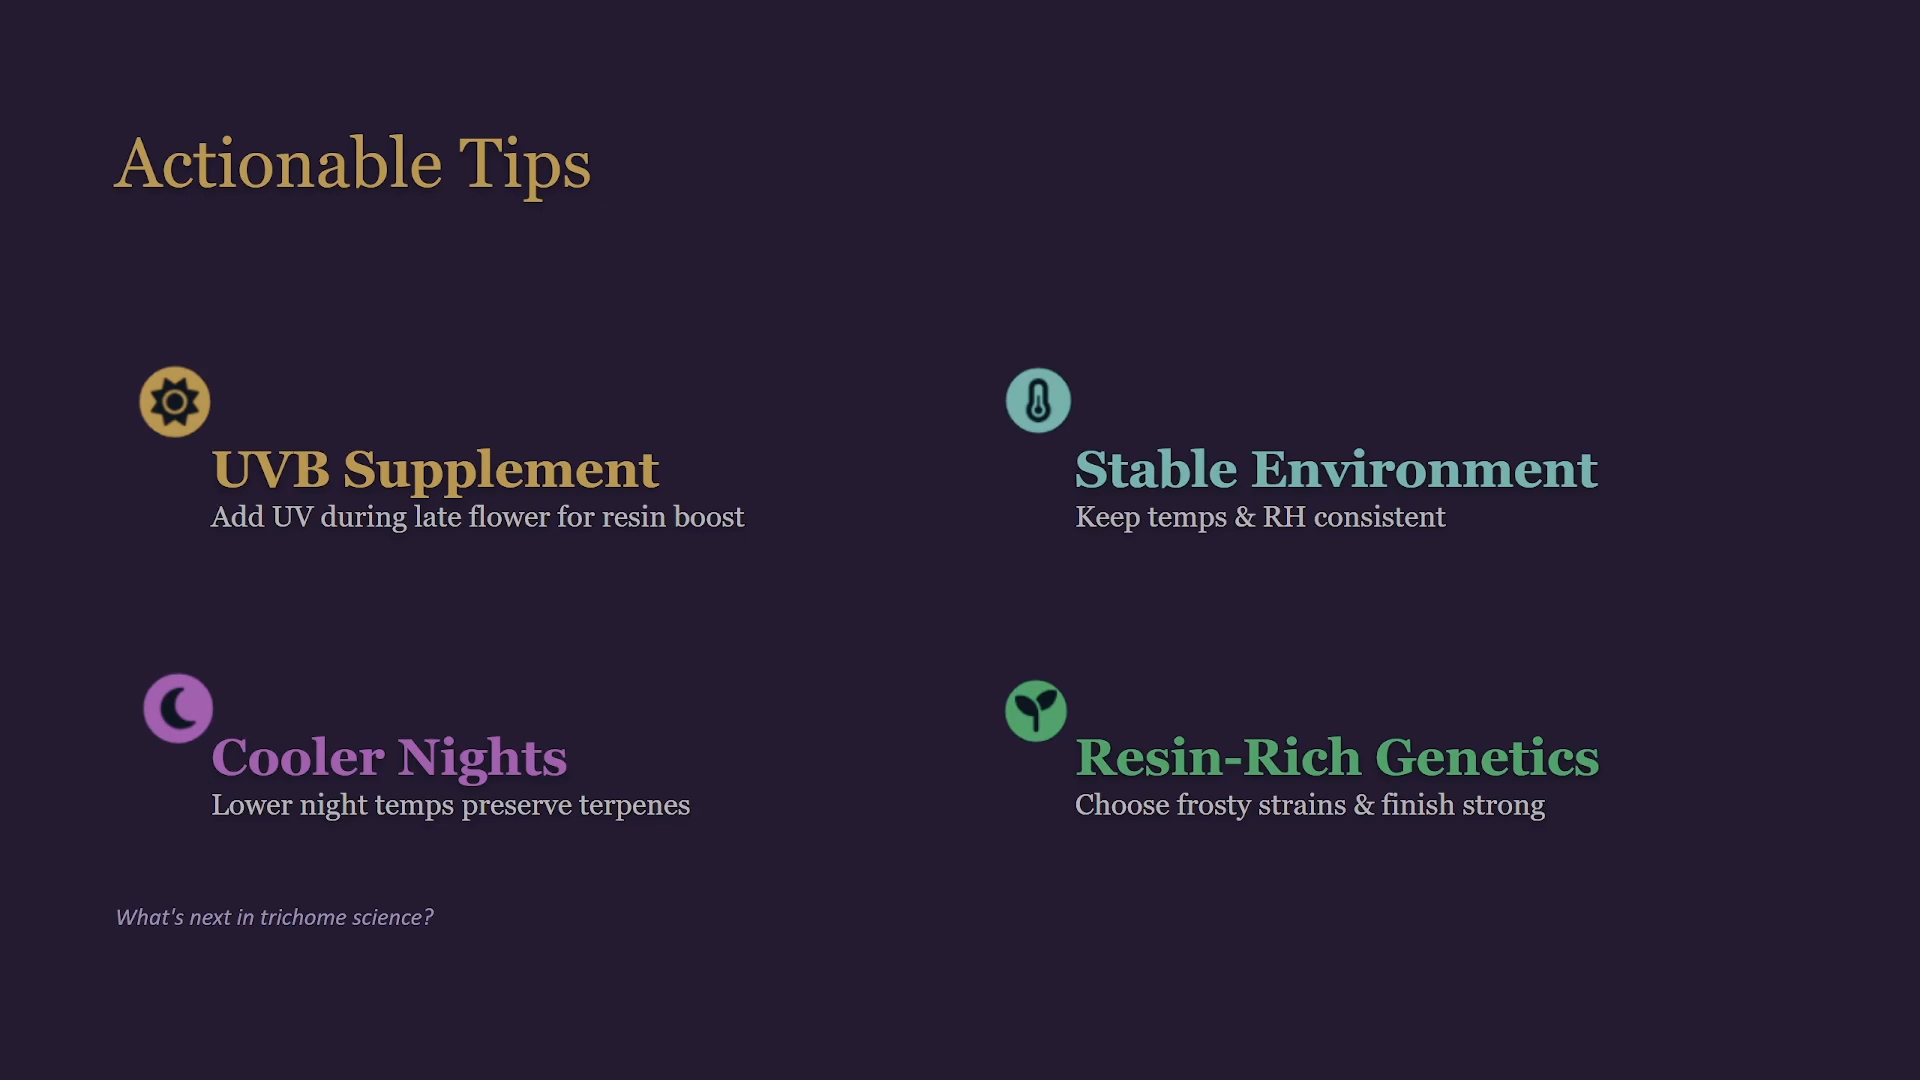 Actionable Tips
UVB Supplement
Add UV during late flower for resin boost
Stable Environment
Keep temps & RH consistent
Cooler Nights
Lower night temps preserve terpenes
Resin-Rich Genetics
Choose frosty strains & finish strong
What's next in trichome science?